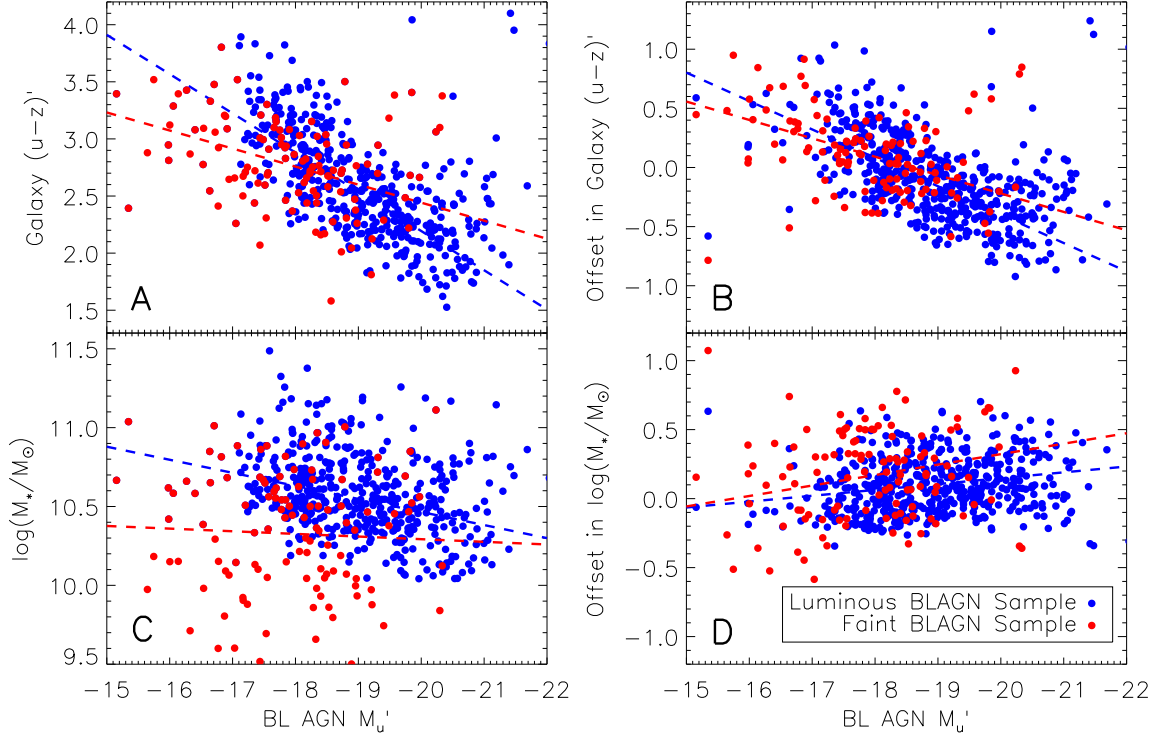 4.0
3.5
3.0
2.5
2.0
1.5
Galaxy (u−z)'
A
1.0
0.5
0.0
−0.5
−1.0
Offset in Galaxy (u−z)'
B
11.5
11.0
10.5
10.0
9.5
log(M*/M⊙)
C
−15 −16 −17 −18 −19 −20 −21 −22
BL AGN Mu'
1.0
0.5
0.0
−0.5
−1.0
Offset in log(M*/M⊙)
Luminous BLAGN Sample
Faint BLAGN Sample
D
−15 −16 −17 −18 −19 −20 −21 −22
BL AGN Mu'